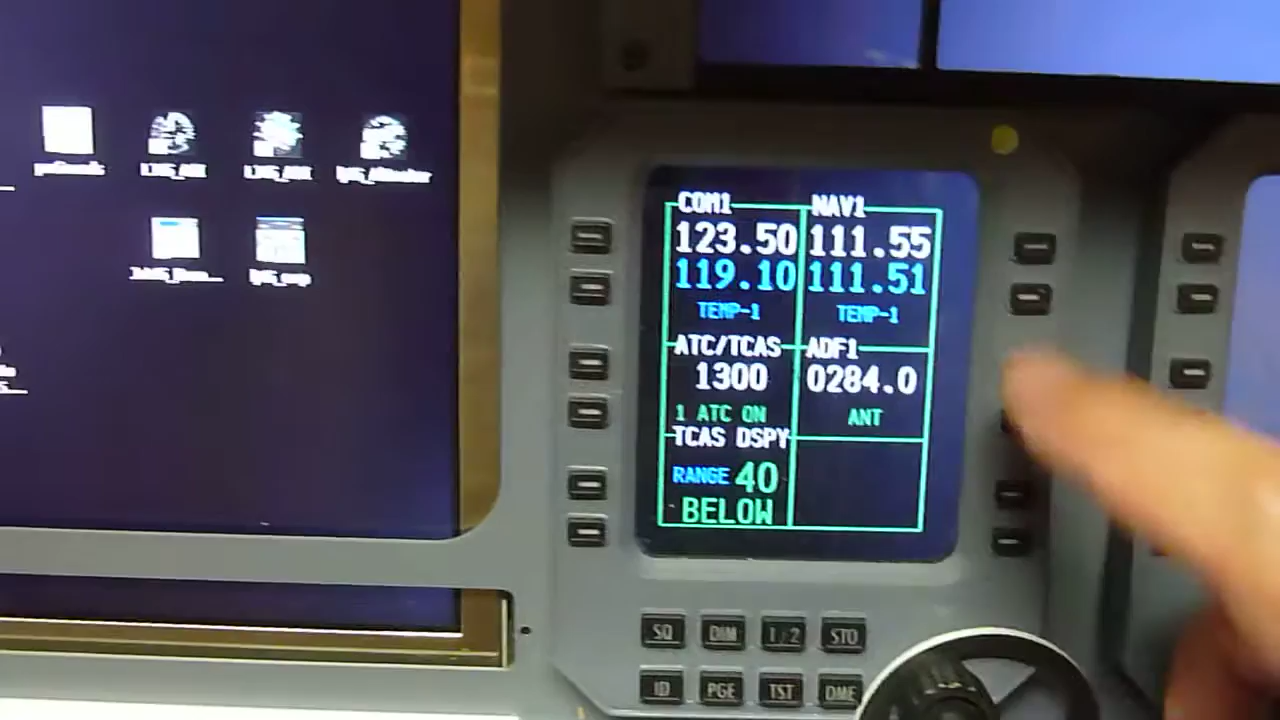 COM1 NAV1
123.50 111.55
119.10 111.51
TEMP-1 TEMP-1
ATC/TCAS ADF1
1300 0284.0
1 ATC ON ANT
TCAS DSPY
RANGE 40
BELOW
SQ DIM 1/2 STO
ID PGE TST DME